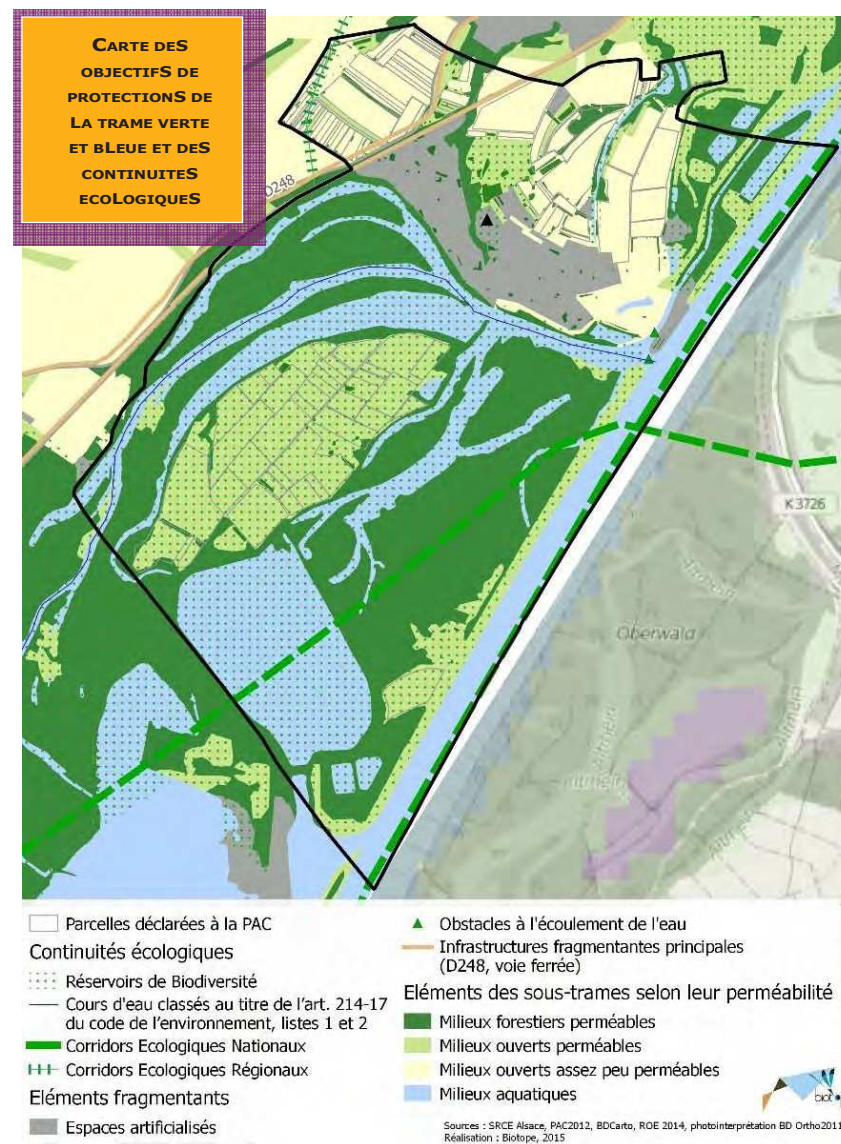 CARTE DES
OBJECTIFS DE
PROTECTIONS DE
LA TRAME VERTE
ET BLEUE ET DES
CONTINUITES
ECOLOGIQUES
D248
K 3726
Oberwald
Altrhein
Altrhein
Parcelles déclarées à la PAC
Continuités écologiques
Réservoirs de Biodiversité
Cours d'eau classés au titre de l'art. 214-17
du code de l'environnement, listes 1 et 2
Corridors Ecologiques Nationaux
Corridors Ecologiques Régionaux
Eléments fragmentants
Espaces artificialisés
Obstacles à l'écoulement de l'eau
Infrastructures fragmentantes principales
(D248, voie ferrée)
Eléments des sous-trames selon leur perméabilité
Milieux forestiers perméables
Milieux ouverts perméables
Milieux ouverts assez peu perméables
Milieux aquatiques
Sources : SRCE Alsace, PAC2012, BDCarto, ROE 2014, photointerprétation BD Ortho2011
Réalisation : Biotope, 2015